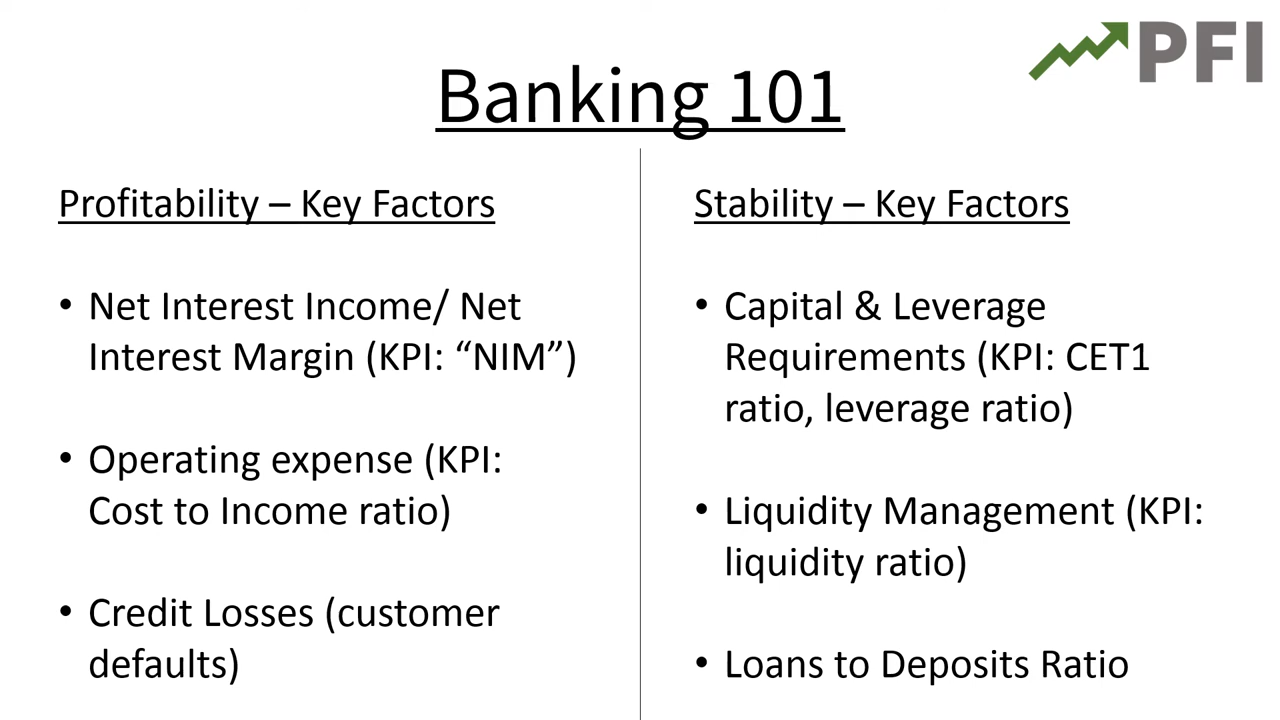 PFI
Banking 101
Profitability – Key Factors
• Net Interest Income/ Net
Interest Margin (KPI: “NIM”)
• Operating expense (KPI:
Cost to Income ratio)
• Credit Losses (customer
defaults)
Stability – Key Factors
• Capital & Leverage
Requirements (KPI: CET1
ratio, leverage ratio)
• Liquidity Management (KPI:
liquidity ratio)
• Loans to Deposits Ratio